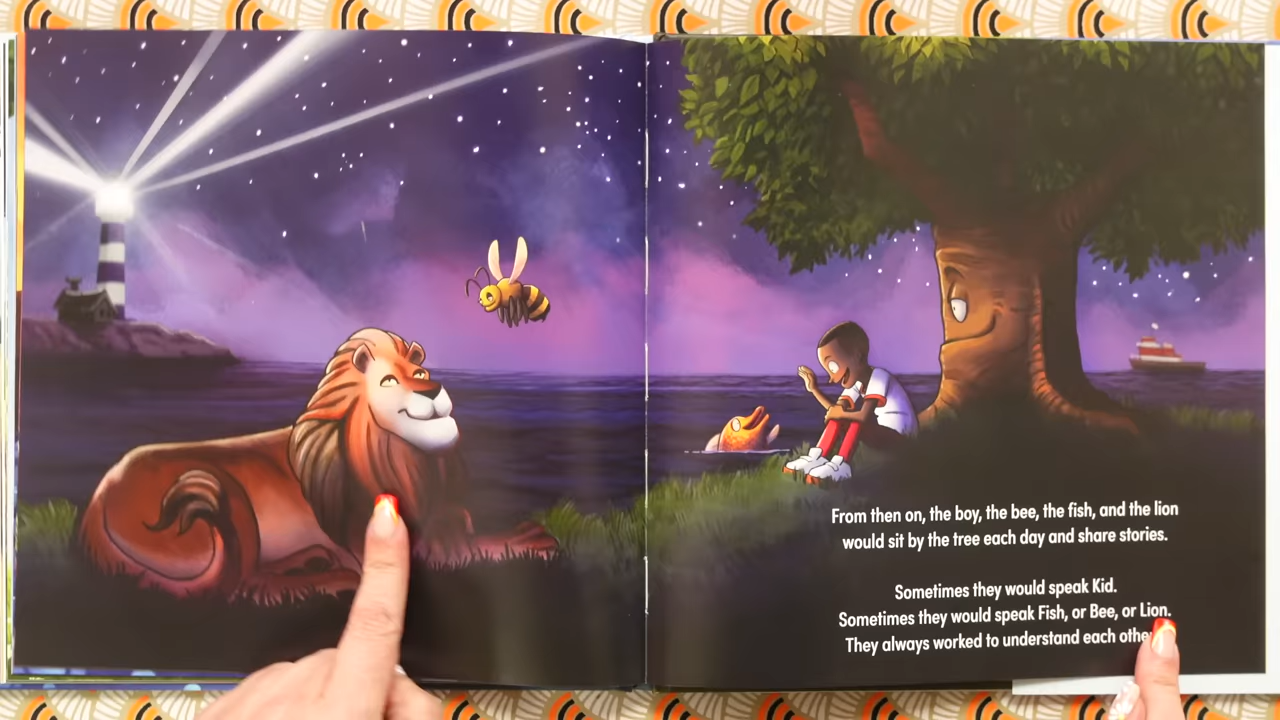 From then on, the boy, the bee, the fish, and the lion
would sit by the tree each day and share stories.
Sometimes they would speak Kid.
Sometimes they would speak Fish, or Bee, or Lion.
They always worked to understand each other